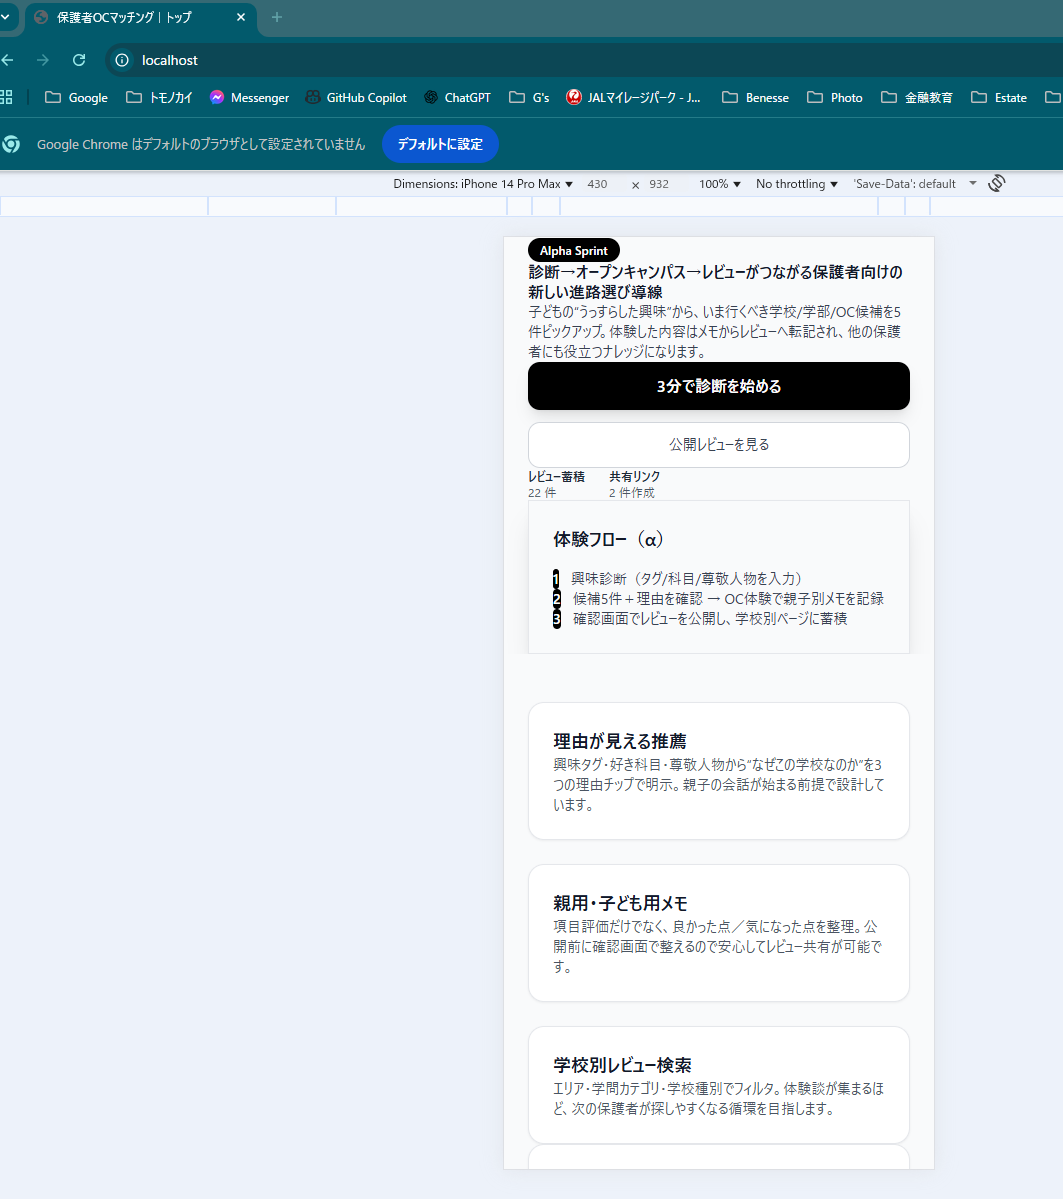 保護者OCマッチング | トップ
localhost
Google
トモノカイ
Messenger
GitHub Copilot
ChatGPT
G's
JALマイレージパーク - J...
Benesse
Photo
金融教育
Estate
Google Chrome はデフォルトのブラウザとして設定されていません
デフォルトに設定
Dimensions: iPhone 14 Pro Max ▼ 430 × 932 100% ▼ No throttling ▼ 'Save-Data': default
Alpha Sprint
診断→オープンキャンパス→レビューがつながる保護者向けの
新しい進路選び導線
子どもの“うっすらした興味”から、いま行くべき学校/学部/OC候補を5
件ピックアップ。体験した内容はメモからレビューへ転記され、他の保護
者にも役立つナレッジになります。
3分で診断を始める
公開レビューを見る
レビュー蓄積 共有リンク
22 件 2 件作成
体験フロー（α）
1 興味診断（タグ/科目/尊敬人物を入力）
2 候補5件＋理由を確認 → OC体験で親子別メモを記録
3 確認画面でレビューを公開し、学校別ページに蓄積
理由が見える推薦
興味タグ・好き科目・尊敬人物から“なぜこの学校なのか”を3
つの理由チップで明示。親子の会話が始まる前提で設計して
います。
親用・子ども用メモ
項目評価だけでなく、良かった点／気になった点を整理。公
開前に確認画面で整えるので安心してレビュー共有が可能で
す。
学校別レビュー検索
エリア・学問カテゴリ・学校種別でフィルタ。体験談が集まるほ
ど、次の保護者が探しやすくなる循環を目指します。